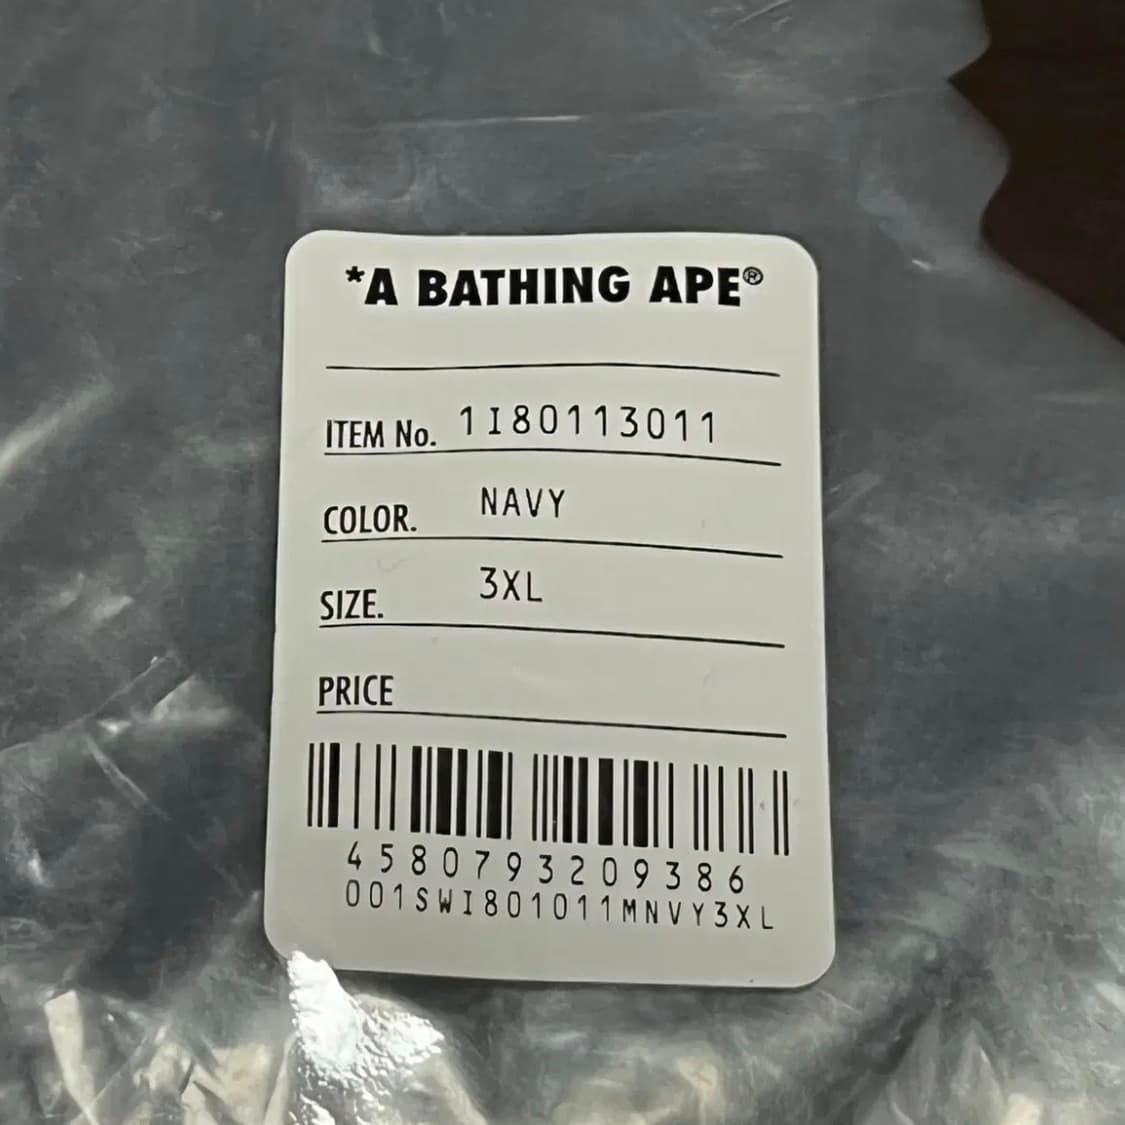 *A BATHING APE®
ITEM No. 1I80113011
COLOR. NAVY
SIZE. 3XL
PRICE
4580793209386
001SWI801011MNVY3XL